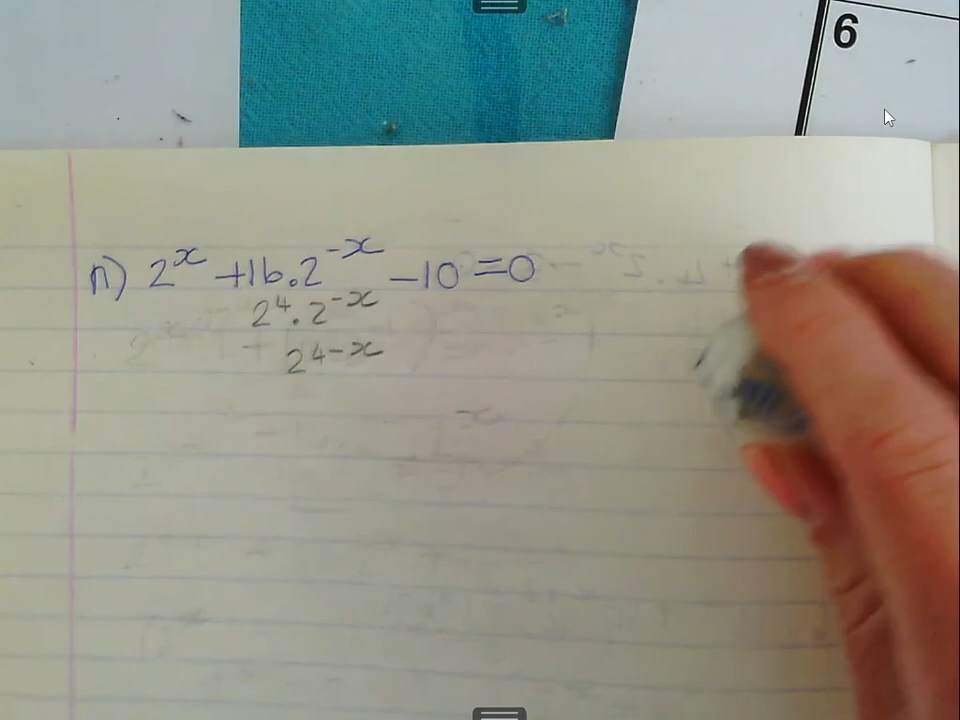 6
n) 2^x + 16.2^-x - 10 = 0
2^4 . 2^-x
2^4-x